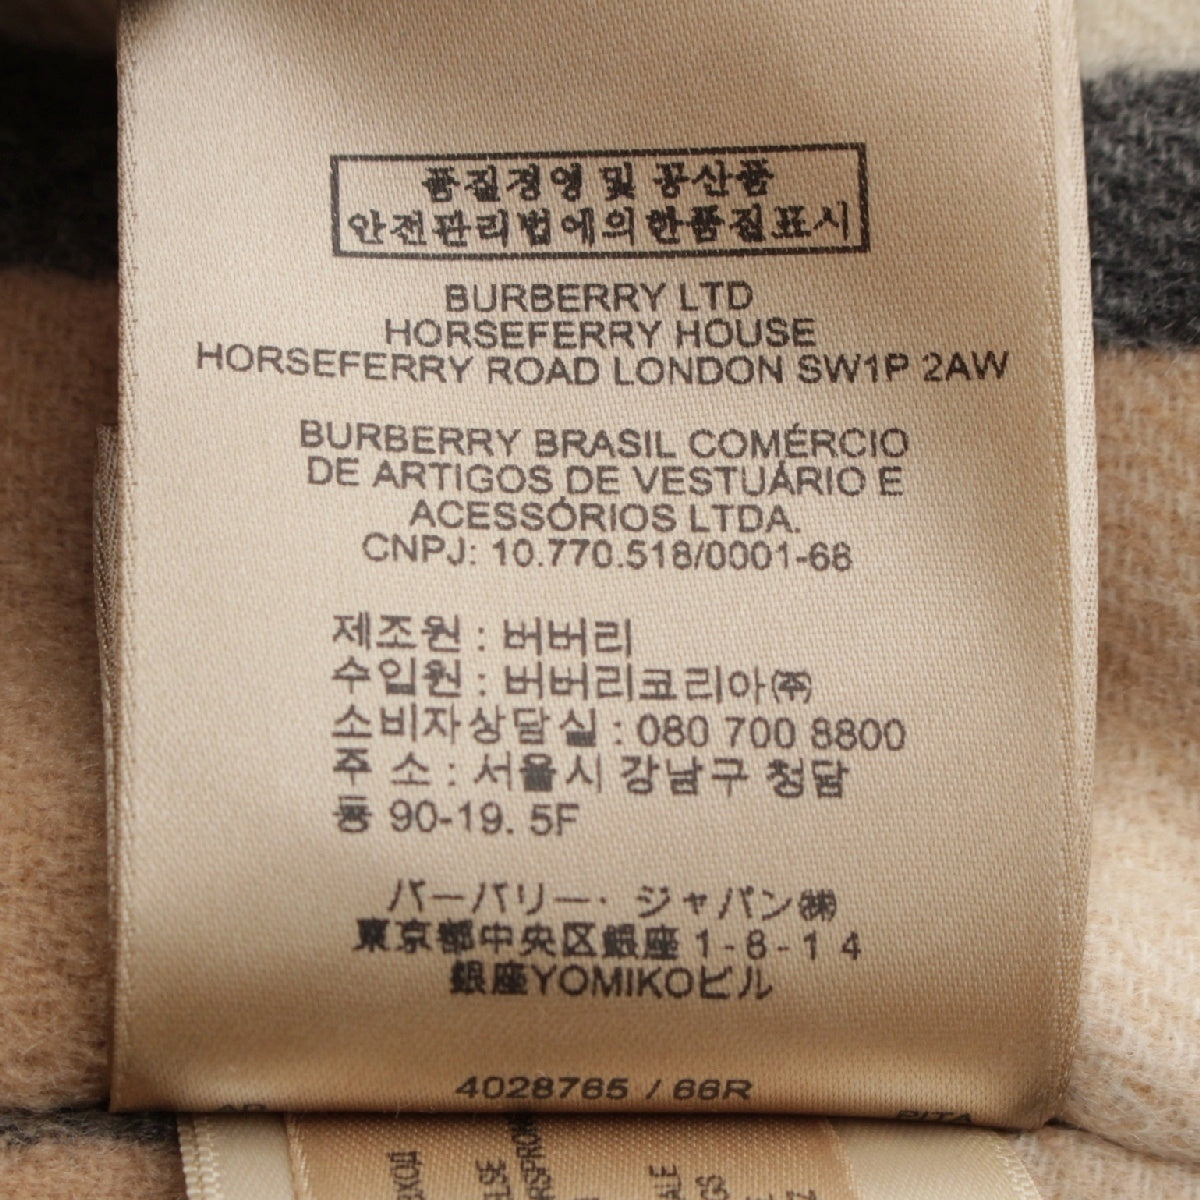 품질경영 및 공산품
안전관리법에의한품질표시
BURBERRY LTD
HORSEFERRY HOUSE
HORSEFERRY ROAD LONDON SW1P 2AW
BURBERRY BRASIL COMÉRCIO
DE ARTIGOS DE VESTUÁRIO E
ACESSÓRIOS LTDA.
CNPJ: 10.770.518/0001-68
제조원 : 버버리
수입원 : 버버리코리아㈜
소비자상담실 : 080 700 8800
주 소 : 서울시 강남구 청담
동 90-19. 5F
バーバリー・ジャパン㈱
東京都中央区銀座 1-8-14
銀座YOMIKOビル
4028765 / 66R